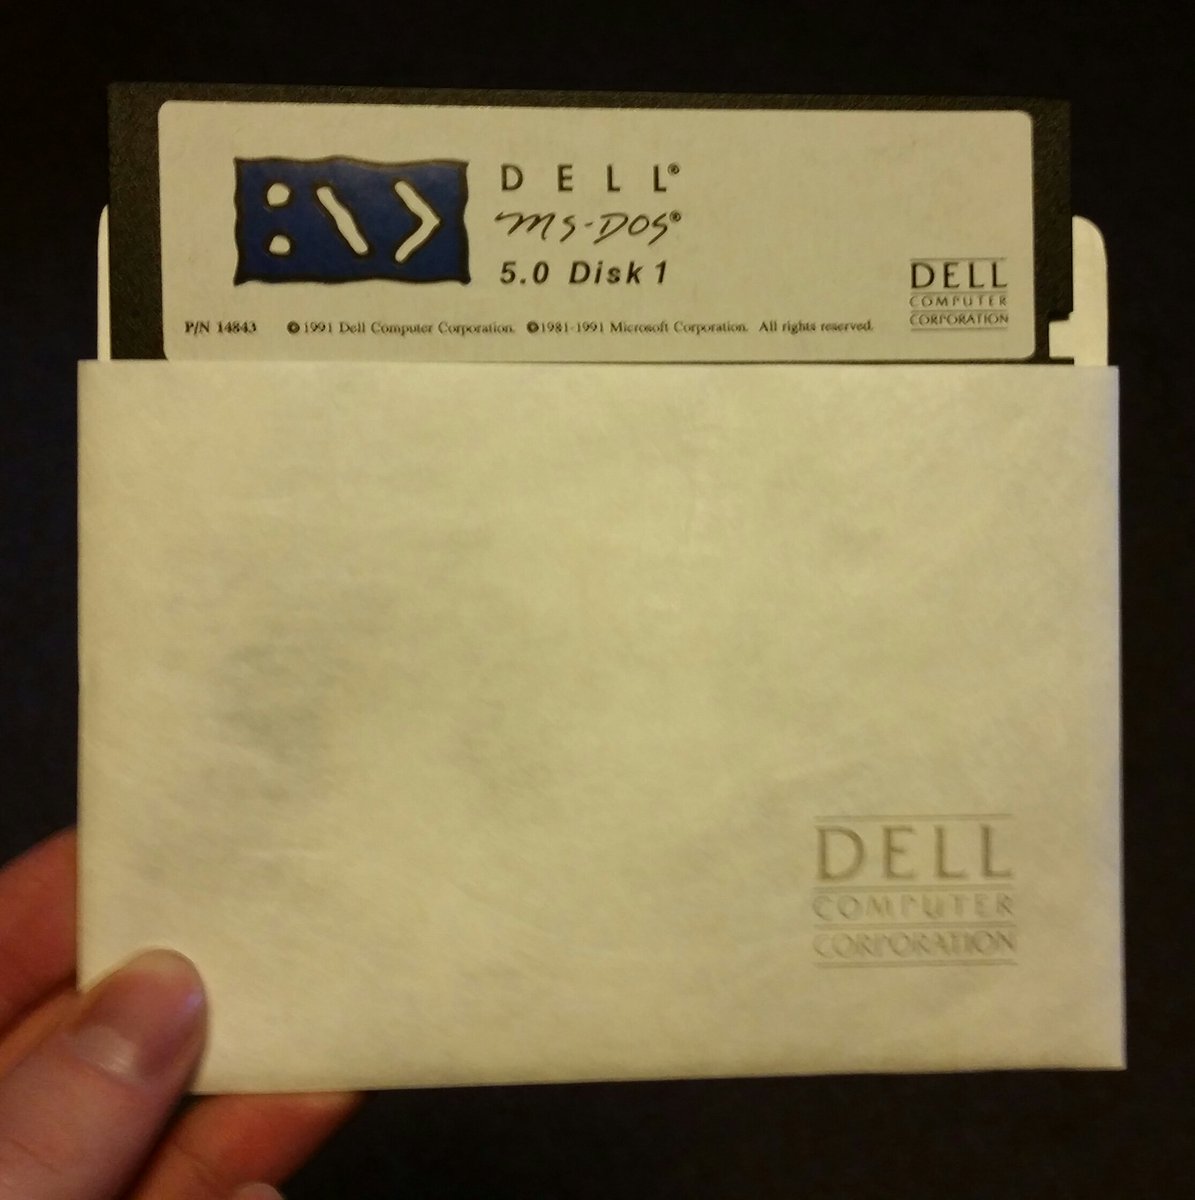 :\>
DELL®
MS-DOS®
5.0 Disk 1
DELL
COMPUTER
CORPORATION
P/N 14843 ©1991 Dell Computer Corporation. ©1981-1991 Microsoft Corporation. All rights reserved.
DELL
COMPUTER
CORPORATION